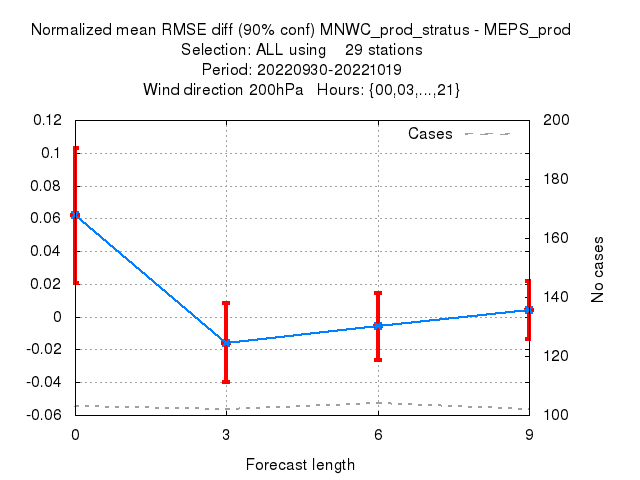 Normalized mean RMSE diff (90% conf) MNWC_prod_stratus - MEPS_prod
Selection: ALL using 29 stations
Period: 20220930-20221019
Wind direction 200hPa Hours: {00,03,...,21}
0.12
0.1
0.08
0.06
0.04
0.02
0
-0.02
-0.04
-0.06
Cases
200
180
160
140
120
100
No cases
0
3
6
9
Forecast length